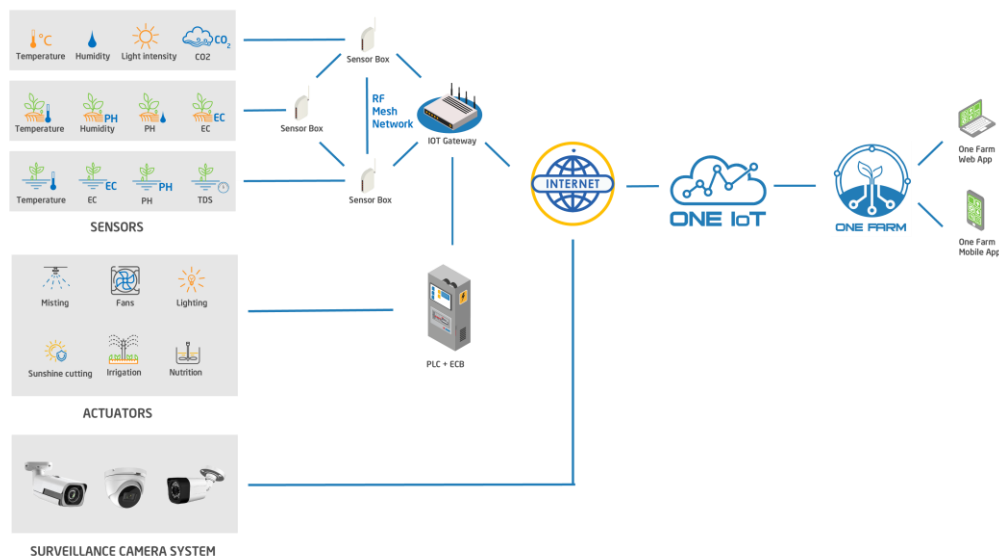 °C
CO2
Temperature
Humidity
Light intensity
CO2
Sensor Box
PH
EC
Temperature
Humidity
PH
EC
Sensor Box
RF
Mesh
Network
IOT Gateway
EC
PH
Temperature
EC
PH
TDS
Sensor Box
SENSORS
INTERNET
ONE IoT
ONE FARM
One Farm
Web App
One Farm
Mobile App
Misting
Fans
Lighting
Sunshine cutting
Irrigation
Nutrition
ACTUATORS
PLC + ECB
SURVEILLANCE CAMERA SYSTEM